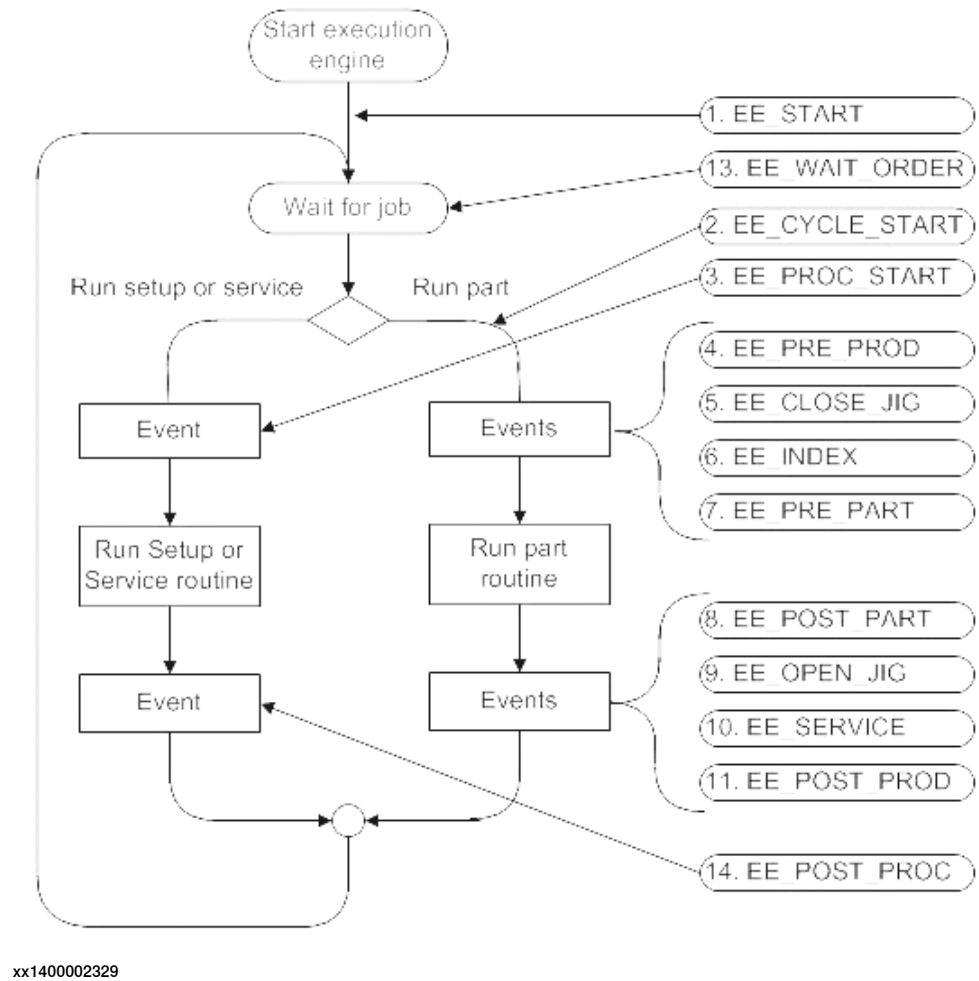 Start execution
engine
1. EE_START
13. EE_WAIT_ORDER
Wait for job
2. EE_CYCLE_START
3. EE_PROC_START
Run setup or service
Run part
4. EE_PRE_PROD
5. EE_CLOSE_JIG
6. EE_INDEX
7. EE_PRE_PART
Event
Events
Run Setup or
Service routine
Run part
routine
8. EE_POST_PART
9. EE_OPEN_JIG
10. EE_SERVICE
11. EE_POST_PROD
Event
Events
14. EE_POST_PROC
xx1400002329